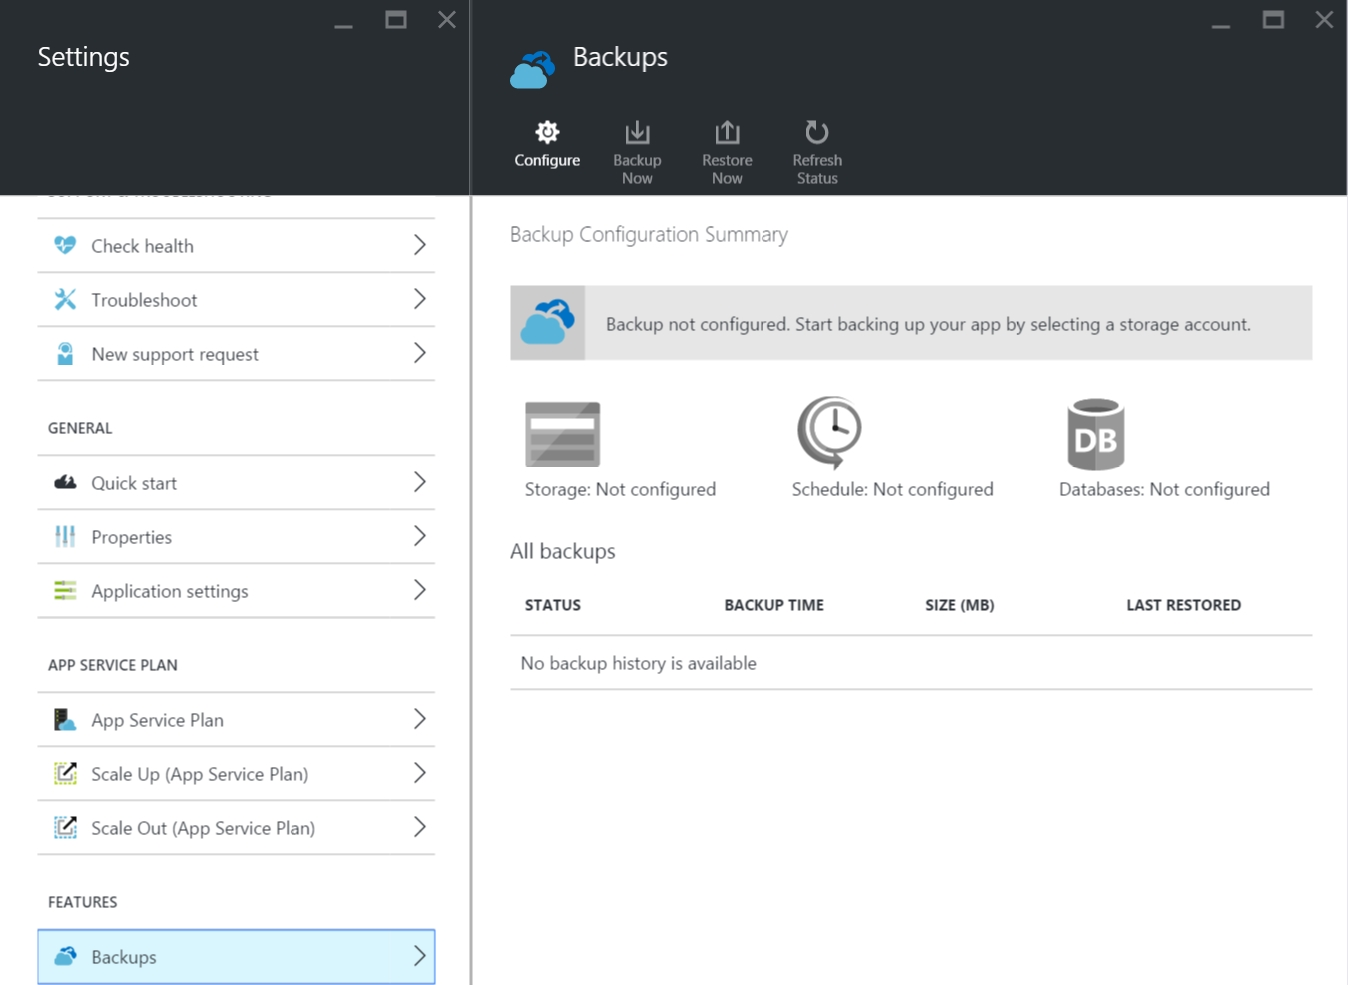 Settings
Check health
Troubleshoot
New support request
GENERAL
Quick start
Properties
Application settings
APP SERVICE PLAN
App Service Plan
Scale Up (App Service Plan)
Scale Out (App Service Plan)
FEATURES
Backups
Backups
Configure
Backup
Now
Restore
Now
Refresh
Status
Backup Configuration Summary
Backup not configured. Start backing up your app by selecting a storage account.
DB
Storage: Not configured
Schedule: Not configured
Databases: Not configured
All backups
STATUS BACKUP TIME SIZE (MB) LAST RESTORED
No backup history is available